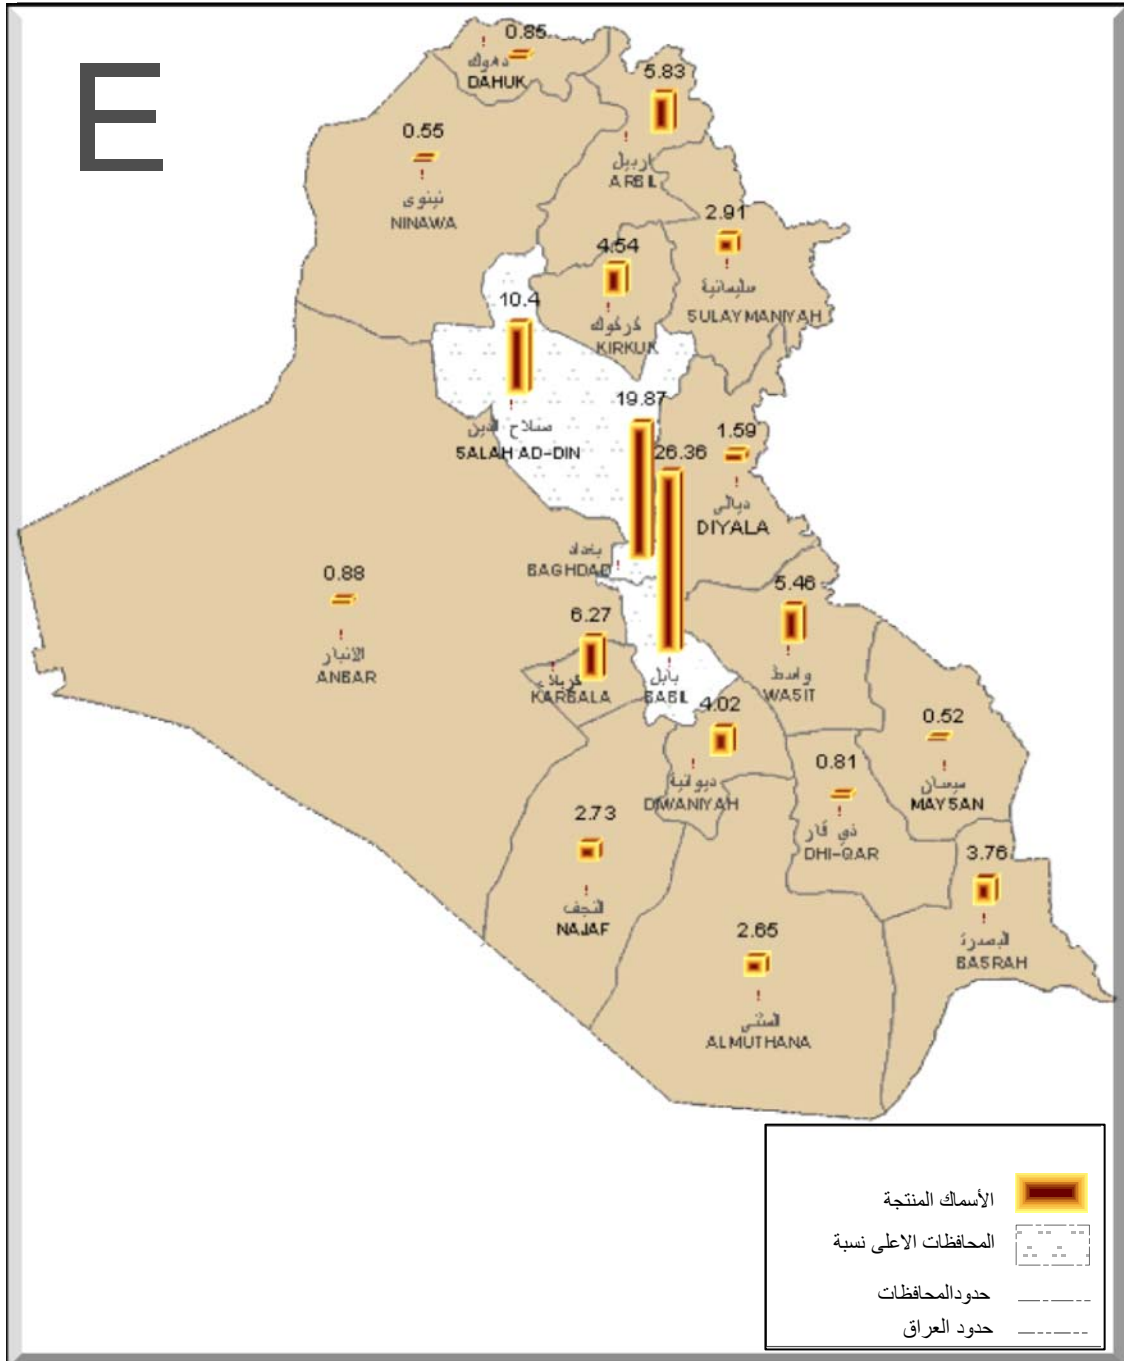 E
0.85
دهوك
DAHUK
5.83
اربيل
ARBIL
0.55
نينوى
NINAWA
2.91
سليمانية
SULAYMANIYAH
4.54
كركوك
KIRKUK
10.4
صلاح الدين
SALAH AD-DIN
19.87
26.36
1.59
ديالى
DIYALA
بغداد
BAGHDAD
0.88
الانبار
ANBAR
6.27
كربلاء
KARBALA
بابل
BABIL
5.46
واسط
WASIT
4.02
ديوانية
DIWANIYAH
0.52
ميسان
MAYSAN
0.81
ذي قار
DHI-QAR
2.73
النجف
NAJAF
3.76
البصرة
BASRAH
2.65
المثنى
ALMUTHANA
الأسماك المنتجة
المحافظات الاعلى نسبة
حدودالمحافظات
حدود العراق